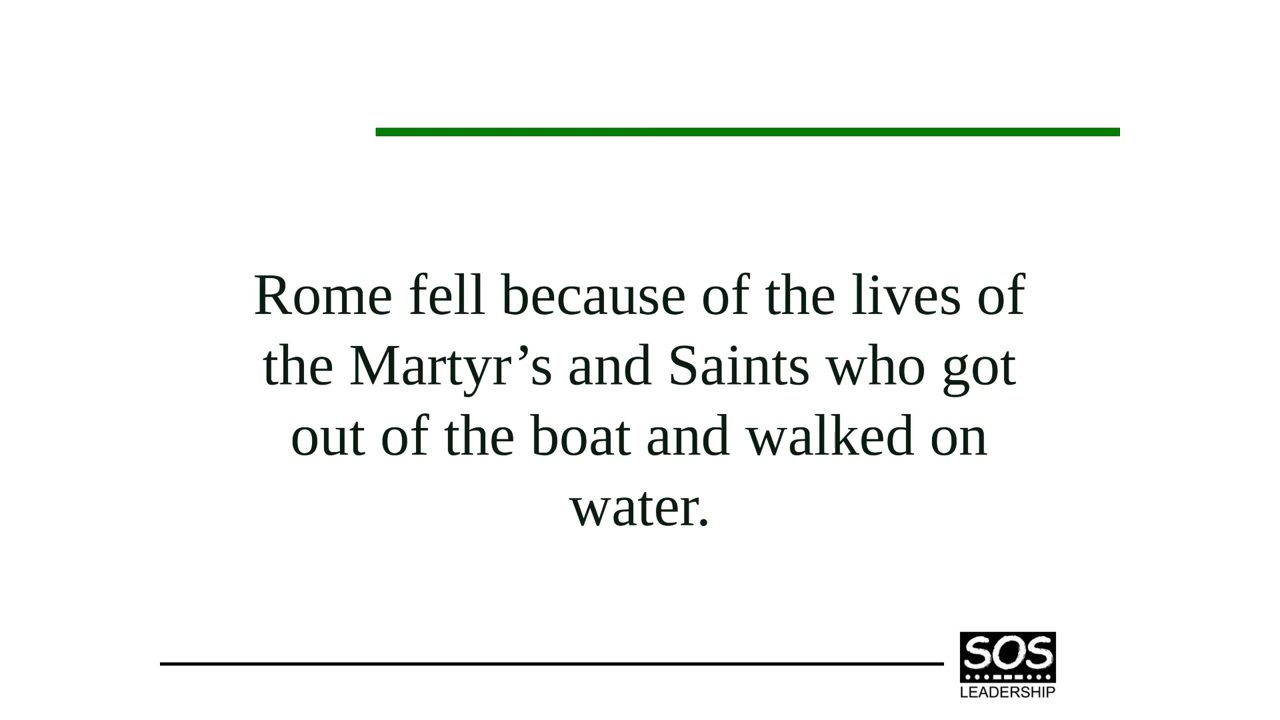 Rome fell because of the lives of
the Martyr’s and Saints who got
out of the boat and walked on
water.
SOS
LEADERSHIP